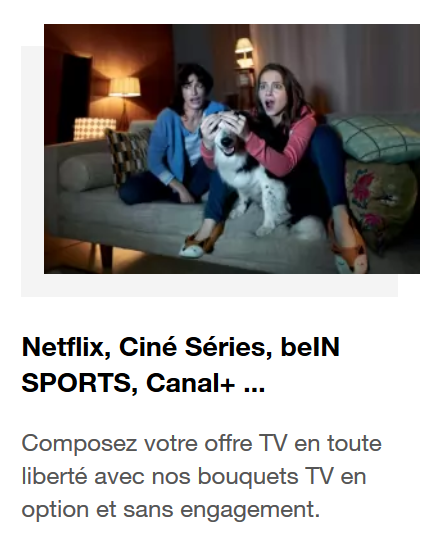 Netflix, Ciné Séries, beIN
SPORTS, Canal+ ...
Composez votre offre TV en toute
liberté avec nos bouquets TV en
option et sans engagement.